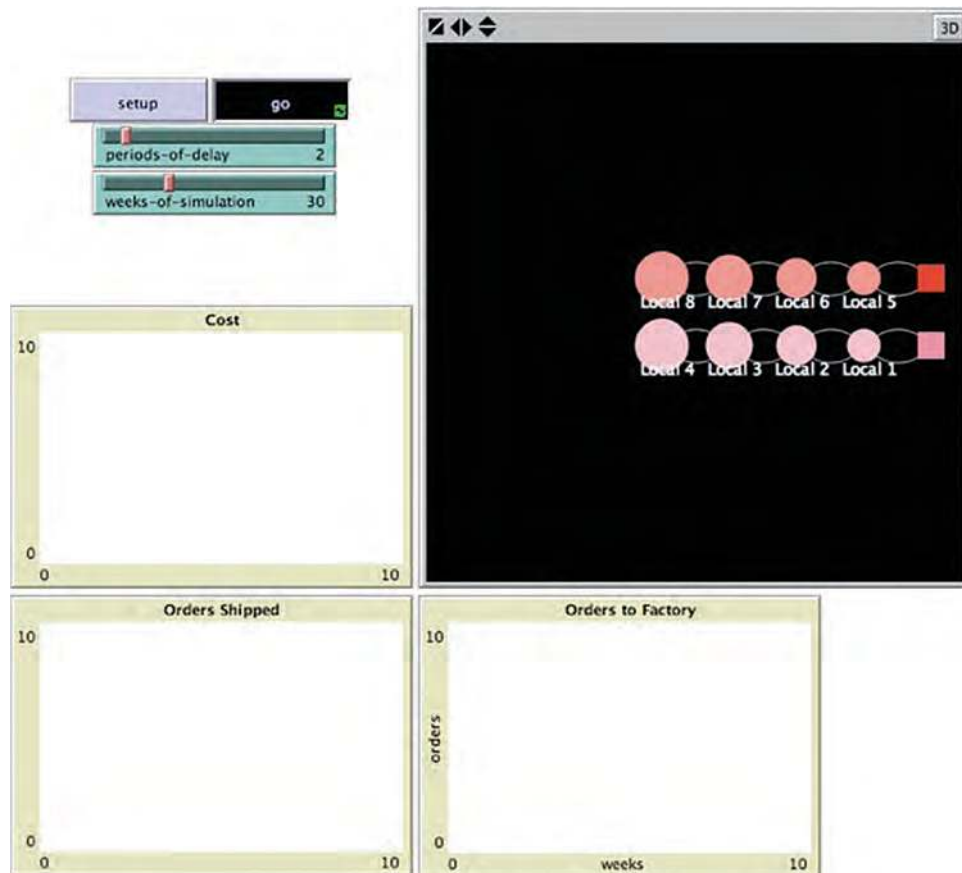 3D
setup go
periods-of-delay 2
weeks-of-simulation 30
Local 8 Local 7 Local 6 Local 5
Local 4 Local 3 Local 2 Local 1
Cost
10
0
0 10
Orders Shipped
10
0
0 10
Orders to Factory
10
orders
0
0 weeks 10